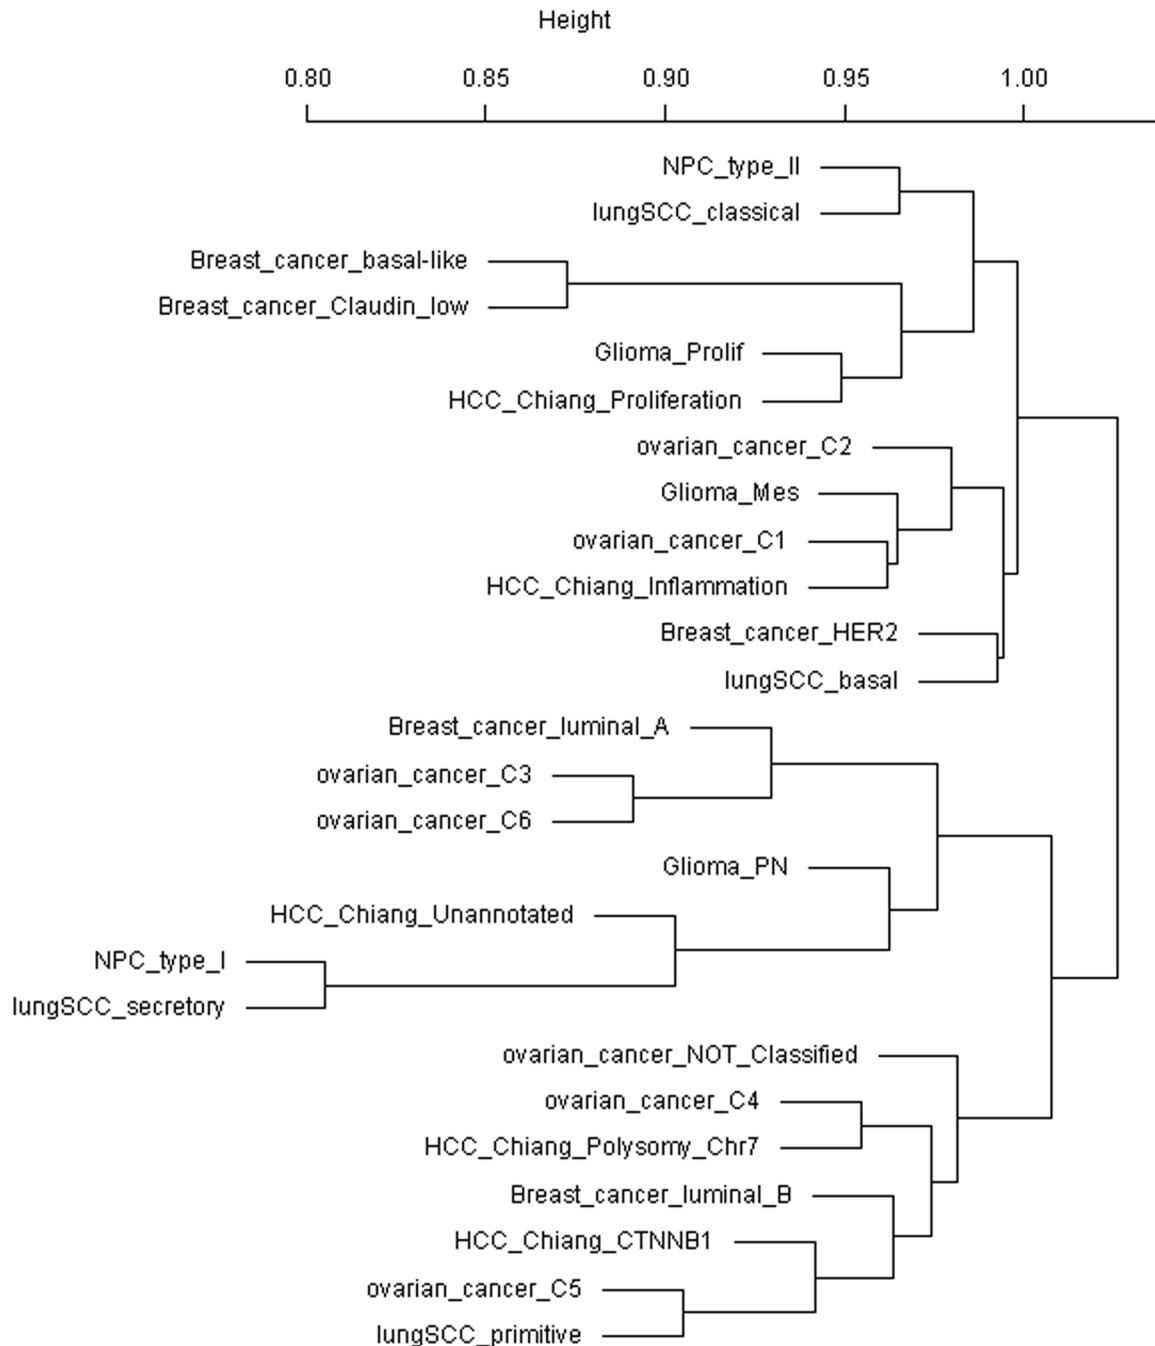 Height
0.80 0.85 0.90 0.95 1.00
NPC_type_II
lungSCC_classical
Breast_cancer_basal-like
Breast_cancer_Claudin_low
Glioma_Prolif
HCC_Chiang_Proliferation
ovarian_cancer_C2
Glioma_Mes
ovarian_cancer_C1
HCC_Chiang_Inflammation
Breast_cancer_HER2
lungSCC_basal
Breast_cancer_luminal_A
ovarian_cancer_C3
ovarian_cancer_C6
Glioma_PN
HCC_Chiang_Unannotated
NPC_type_I
lungSCC_secretory
ovarian_cancer_NOT_Classified
ovarian_cancer_C4
HCC_Chiang_Polysomy_Chr7
Breast_cancer_luminal_B
HCC_Chiang_CTNNB1
ovarian_cancer_C5
lungSCC_primitive